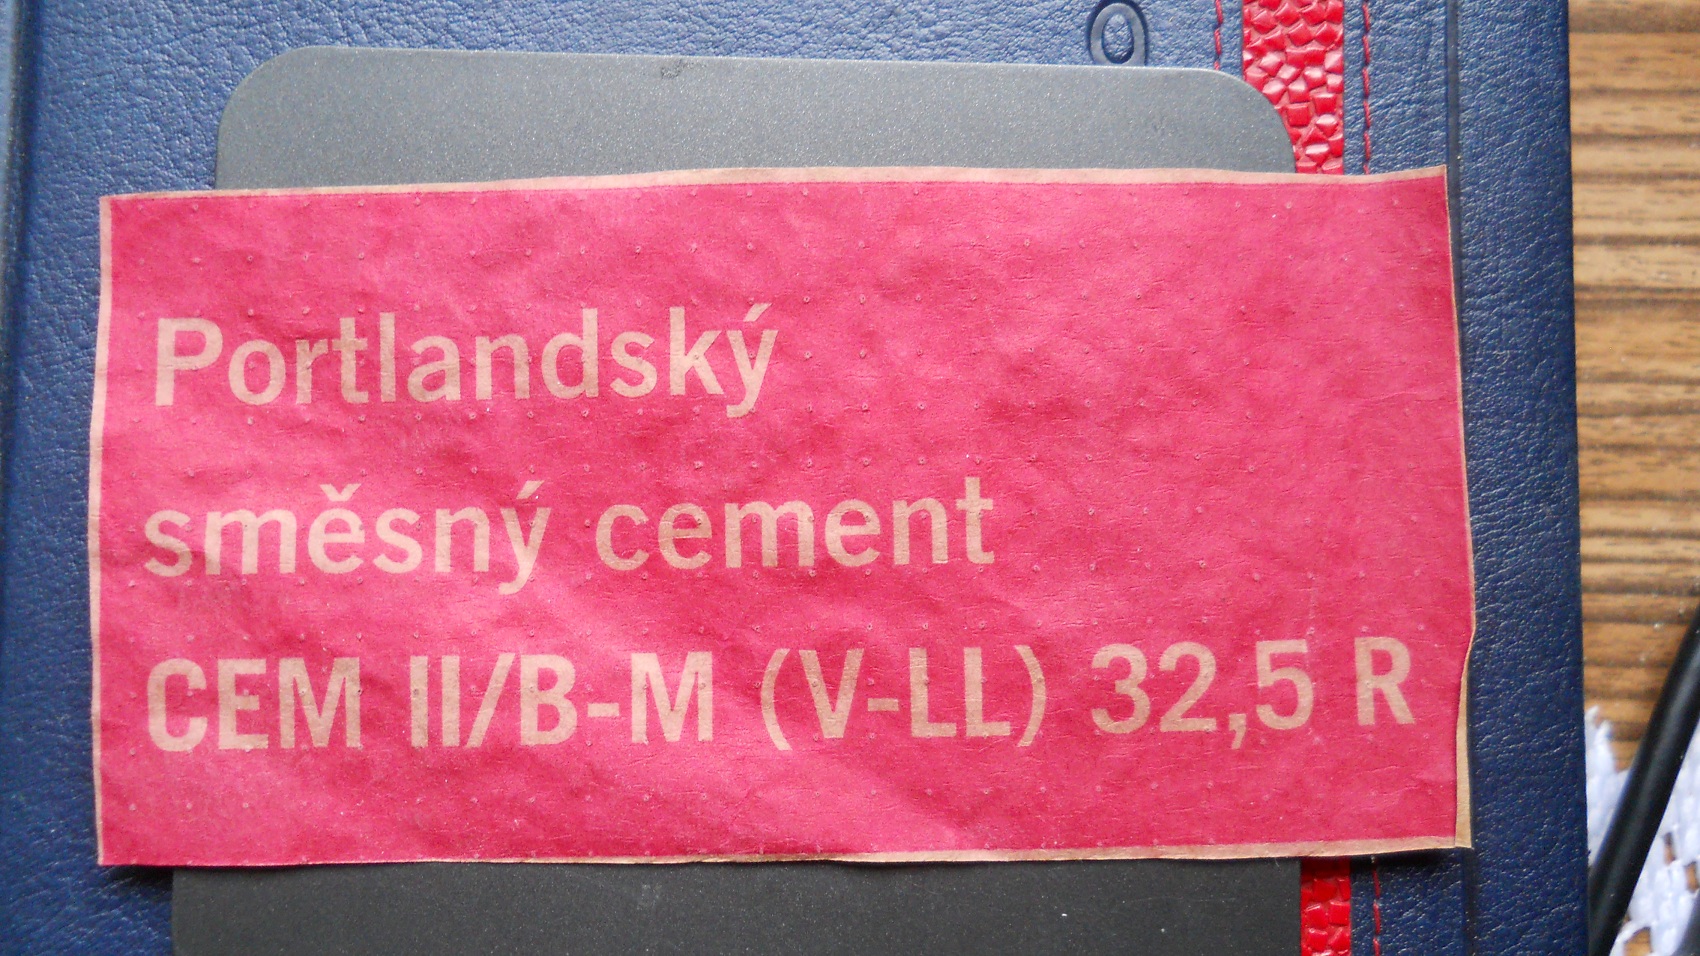 Portlandský
směsný cement
CEM II/B-M (V-LL) 32,5 R